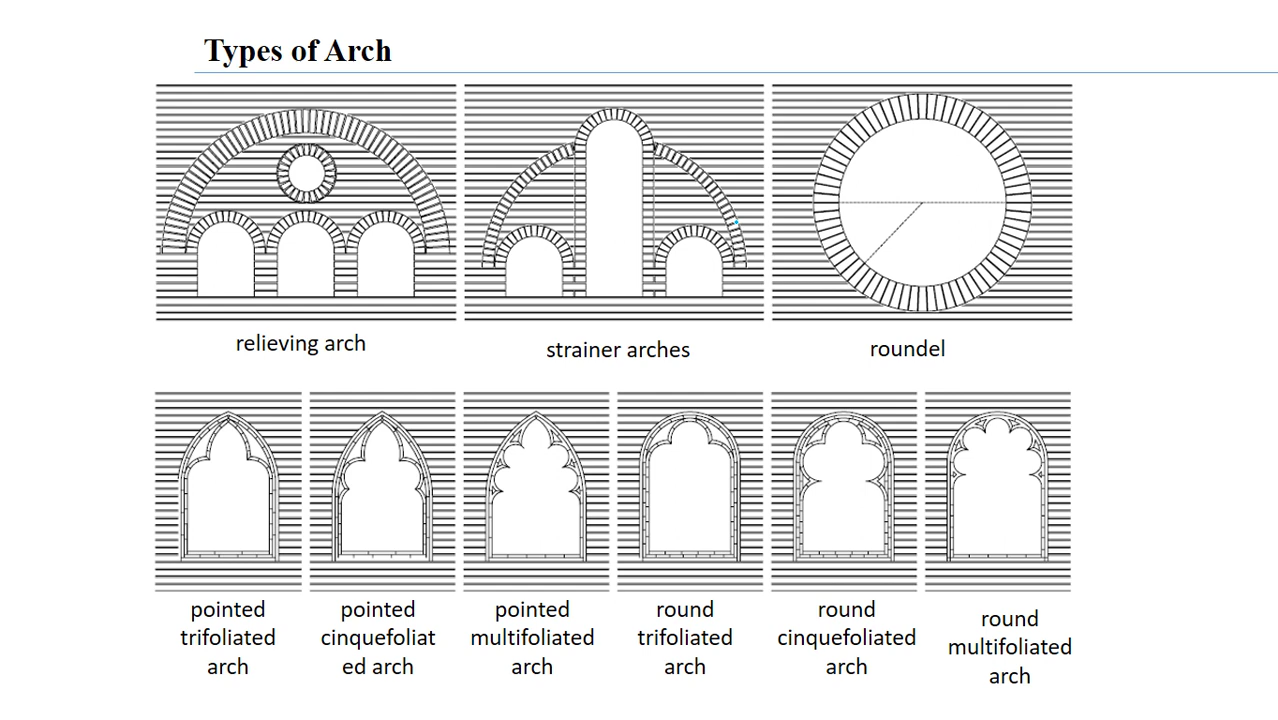 Types of Arch
relieving arch
strainer arches
roundel
pointed
trifoliated
arch
pointed
cinquefoliat
ed arch
pointed
multifoliated
arch
round
trifoliated
arch
round
cinquefoliated
arch
round
multifoliated
arch